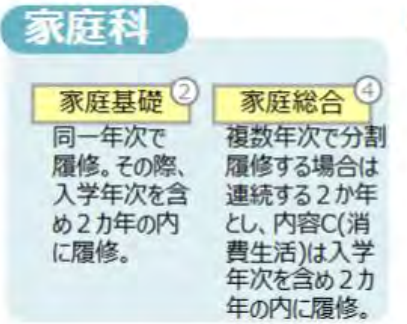 家庭科
家庭基礎②
同一年次で
履修。その際、
入学年次を含
め2カ年の内
に履修。
家庭総合④
複数年次で分割
履修する場合は
連続する2か年
とし、内容C(消
費生活)は入学
年次を含め2カ
年の内に履修。